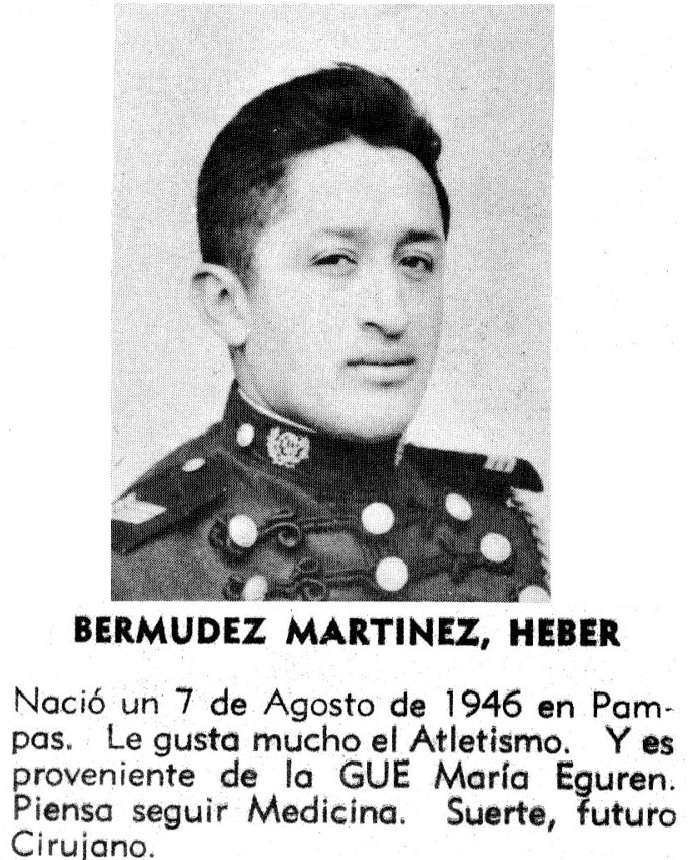 BERMUDEZ MARTINEZ, HEBER
Nació un 7 de Agosto de 1946 en Pam-
pas. Le gusta mucho el Atletismo. Y es
proveniente de la GUE María Eguren.
Piensa seguir Medicina. Suerte, futuro
Cirujano.